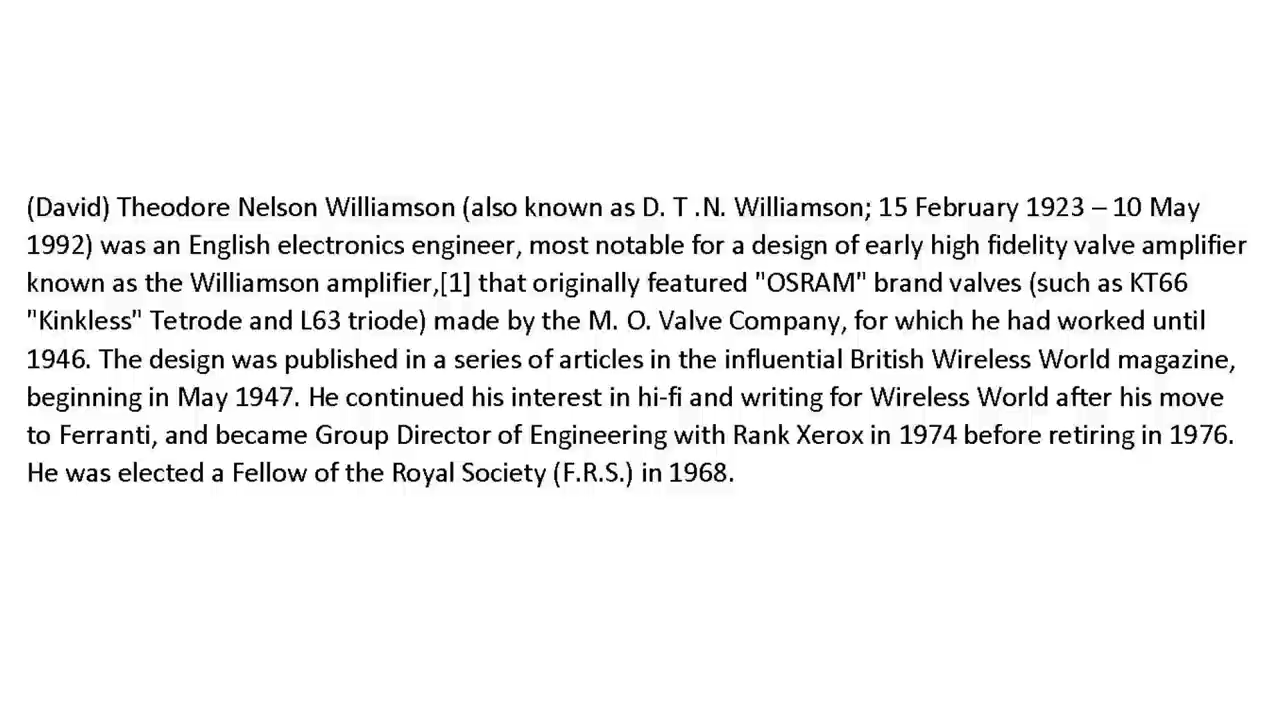 (David) Theodore Nelson Williamson (also known as D. T .N. Williamson; 15 February 1923 – 10 May
1992) was an English electronics engineer, most notable for a design of early high fidelity valve amplifier
known as the Williamson amplifier,[1] that originally featured "OSRAM" brand valves (such as KT66
"Kinkless" Tetrode and L63 triode) made by the M. O. Valve Company, for which he had worked until
1946. The design was published in a series of articles in the influential British Wireless World magazine,
beginning in May 1947. He continued his interest in hi-fi and writing for Wireless World after his move
to Ferranti, and became Group Director of Engineering with Rank Xerox in 1974 before retiring in 1976.
He was elected a Fellow of the Royal Society (F.R.S.) in 1968.